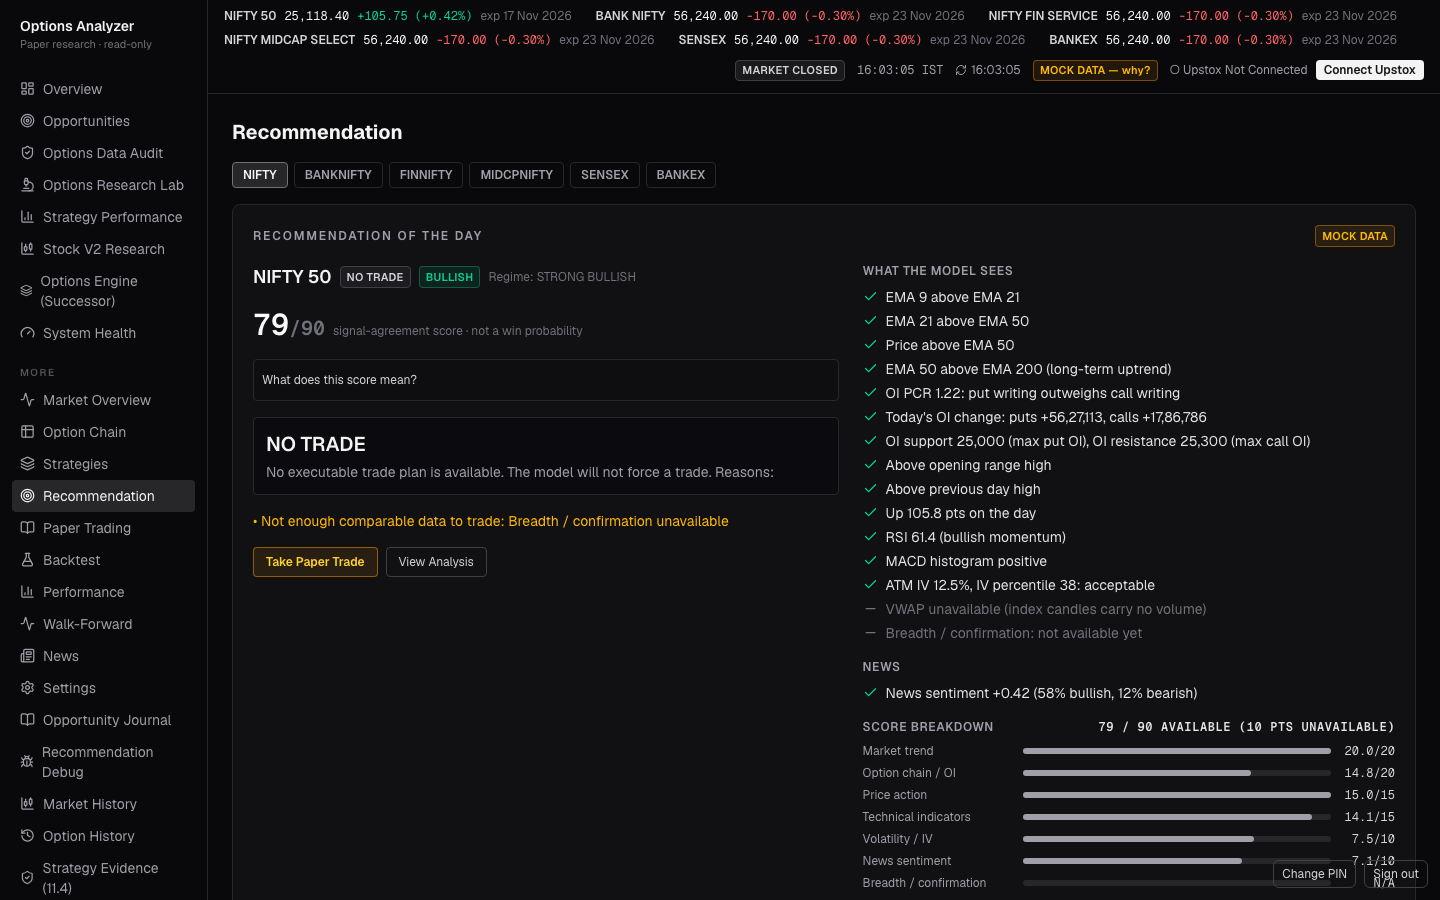 Options Analyzer
Paper research · read-only
Overview
Opportunities
Options Data Audit
Options Research Lab
Strategy Performance
Stock V2 Research
Options Engine
(Successor)
System Health
MORE
Market Overview
Option Chain
Strategies
Recommendation
Paper Trading
Backtest
Performance
Walk-Forward
News
Settings
Opportunity Journal
Recommendation
Debug
Market History
Option History
Strategy Evidence
(11.4)
NIFTY 50 25,118.40 +105.75 (+0.42%) exp 17 Nov 2026 BANK NIFTY 56,240.00 -170.00 (-0.30%) exp 23 Nov 2026 NIFTY FIN SERVICE 56,240.00 -170.00 (-0.30%) exp 23 Nov 2026
NIFTY MIDCAP SELECT 56,240.00 -170.00 (-0.30%) exp 23 Nov 2026 SENSEX 56,240.00 -170.00 (-0.30%) exp 23 Nov 2026 BANKEX 56,240.00 -170.00 (-0.30%) exp 23 Nov 2026
MARKET CLOSED 16:03:05 IST 16:03:05 MOCK DATA — why? Upstox Not Connected Connect Upstox
Recommendation
NIFTY BANKNIFTY FINNIFTY MIDCPNIFTY SENSEX BANKEX
RECOMMENDATION OF THE DAY MOCK DATA
NIFTY 50 NO TRADE BULLISH Regime: STRONG BULLISH
79/90 signal-agreement score · not a win probability
What does this score mean?
NO TRADE
No executable trade plan is available. The model will not force a trade. Reasons:
• Not enough comparable data to trade: Breadth / confirmation unavailable
Take Paper Trade View Analysis
WHAT THE MODEL SEES
EMA 9 above EMA 21
EMA 21 above EMA 50
Price above EMA 50
EMA 50 above EMA 200 (long-term uptrend)
OI PCR 1.22: put writing outweighs call writing
Today's OI change: puts +56,27,113, calls +17,86,786
OI support 25,000 (max put OI), OI resistance 25,300 (max call OI)
Above opening range high
Above previous day high
Up 105.8 pts on the day
RSI 61.4 (bullish momentum)
MACD histogram positive
ATM IV 12.5%, IV percentile 38: acceptable
— VWAP unavailable (index candles carry no volume)
— Breadth / confirmation: not available yet
NEWS
News sentiment +0.42 (58% bullish, 12% bearish)
SCORE BREAKDOWN 79 / 90 AVAILABLE (10 PTS UNAVAILABLE)
Market trend 20.0/20
Option chain / OI 14.8/20
Price action 15.0/15
Technical indicators 14.1/15
Volatility / IV 7.5/10
News sentiment 7.1/10
Breadth / confirmation N/A
Change PIN Sign out